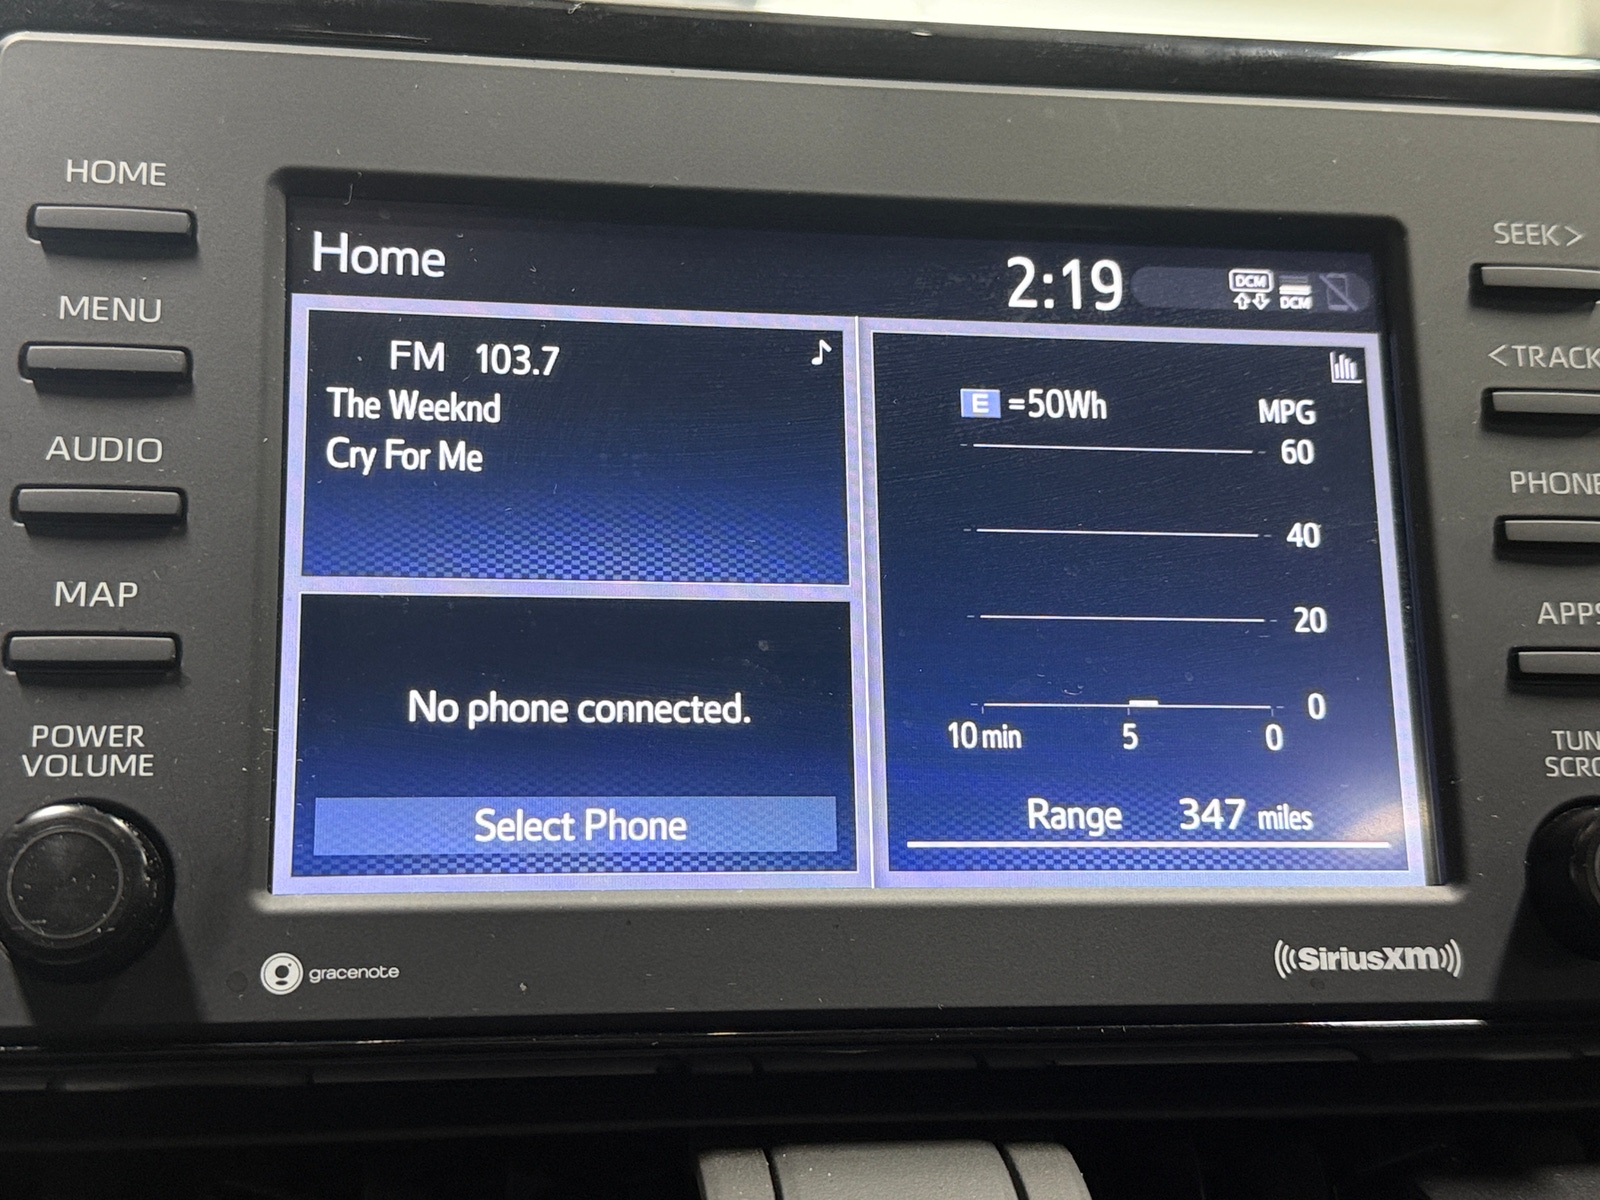 HOME
MENU
AUDIO
MAP
POWER
VOLUME
Home
2:19
DCM
DCM
FM 103.7
The Weeknd
Cry For Me
No phone connected.
Select Phone
E =50Wh
MPG
60
40
20
0
10 min 5 0
Range 347 miles
SEEK >
< TRACK
PHONE
APPS
TUN
SCRO
gracenote
((SiriusXM))